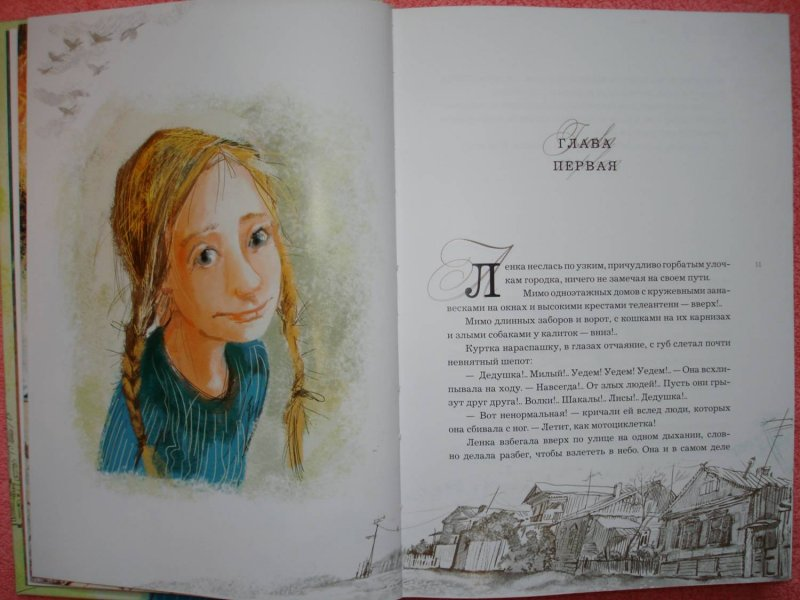 ГЛАВА
ПЕРВАЯ
Ленка неслась по узким, причудливо горбатым улоч-
кам городка, ничего не замечая на своем пути.
Мимо одноэтажных домов с кружевными зана-
весками на окнах и высокими крестами телеантенн — вверх!..
Мимо длинных заборов и ворот, с кошками на их карнизах
и злыми собаками у калиток — вниз!..
Куртка нараспашку, в глазах отчаяние, с губ слетал почти
невнятный шепот:
— Дедушка!.. Милый!.. Уедем! Уедем! Уедем!.. — Она всхли-
пывала на ходу. — Навсегда!.. От злых людей!.. Пусть они гры-
зут друг друга!.. Волки!.. Шакалы!.. Лисы!.. Дедушка!..
— Вот ненормальная! — кричали ей вслед люди, которых
она сбивала с ног. — Летит, как мотоциклетка!
Ленка взбегала вверх по улице на одном дыхании, слов-
но делала разбег, чтобы взлететь в небо. Она и в самом деле
11